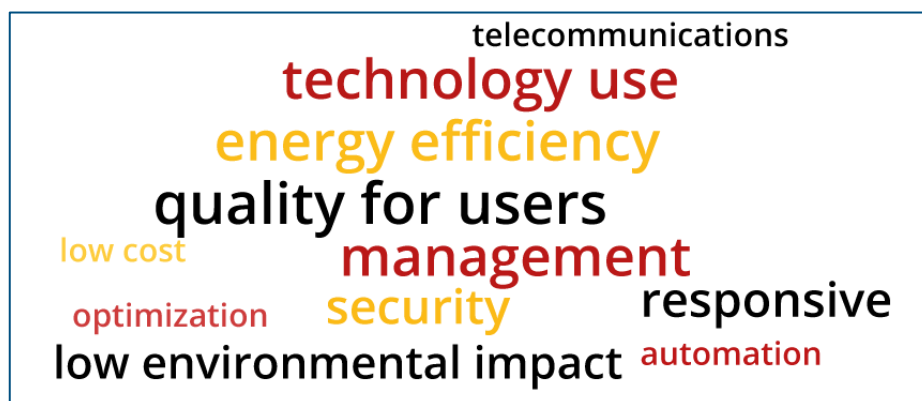 telecommunications
technology use
energy efficiency
quality for users
low cost
management
security
responsive
optimization
low environmental impact
automation